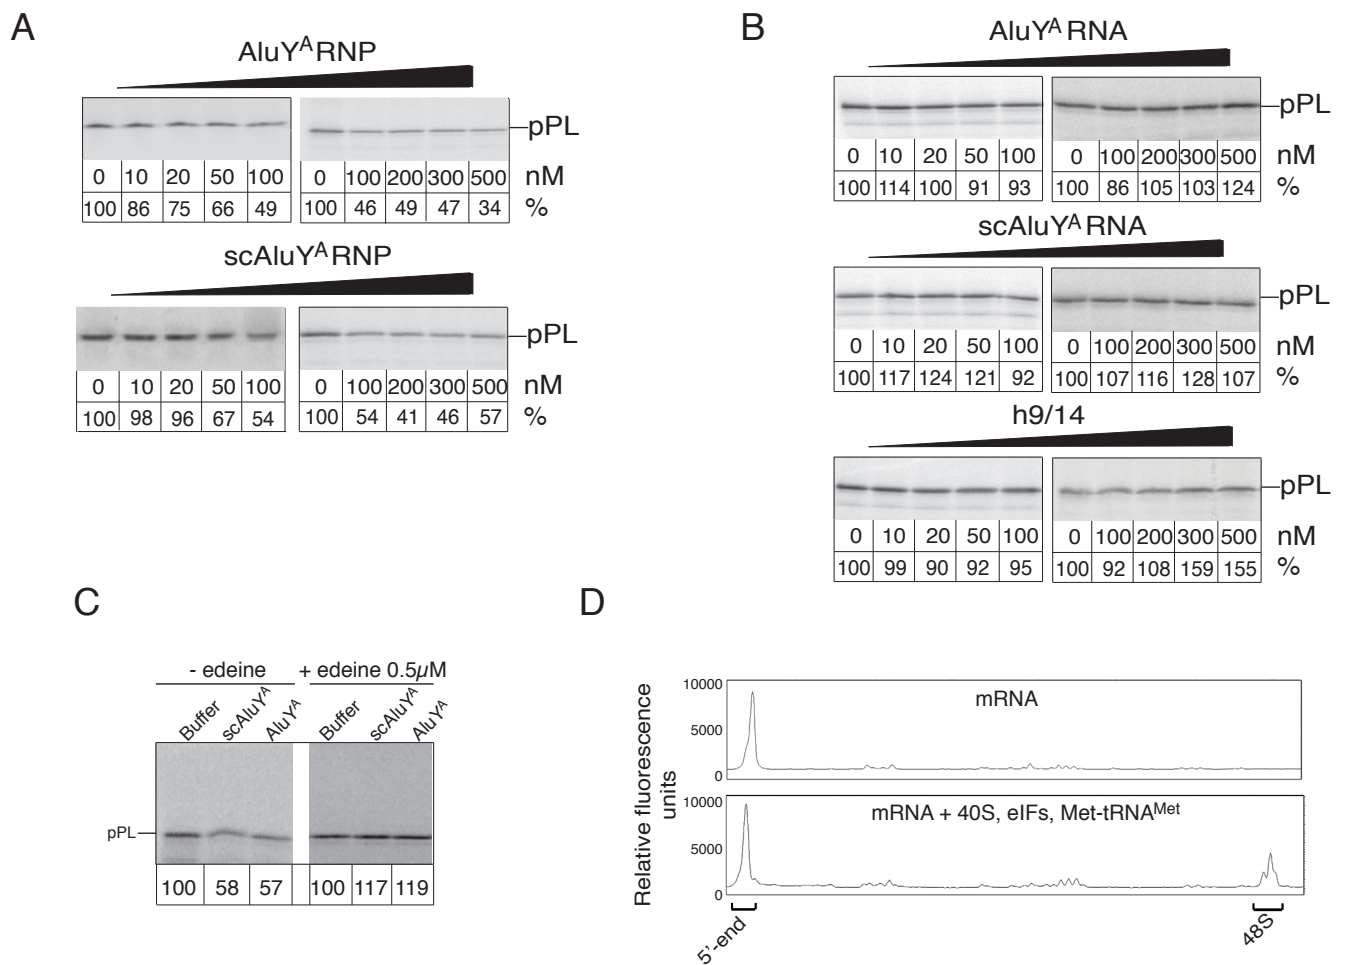 A
AluYA RNP
pPL
0 10 20 50 100 0 100 200 300 500 nM
100 86 75 66 49 100 46 49 47 34 %
scAluYA RNP
pPL
0 10 20 50 100 0 100 200 300 500 nM
100 98 96 67 54 100 54 41 46 57 %
B
AluYA RNA
pPL
0 10 20 50 100 0 100 200 300 500 nM
100 114 100 91 93 100 86 105 103 124 %
scAluYA RNA
pPL
0 10 20 50 100 0 100 200 300 500 nM
100 117 124 121 92 100 107 116 128 107 %
h9/14
pPL
0 10 20 50 100 0 100 200 300 500 nM
100 99 90 92 95 100 92 108 159 155 %
C
- edeine + edeine 0.5µM
Buffer scAluYA AluYA Buffer scAluYA AluYA
pPL
100 58 57 100 117 119
D
Relative fluorescence
units
10000
5000
0
mRNA
10000
5000
0
mRNA + 40S, eIFs, Met-tRNAMet
5'-end 48S